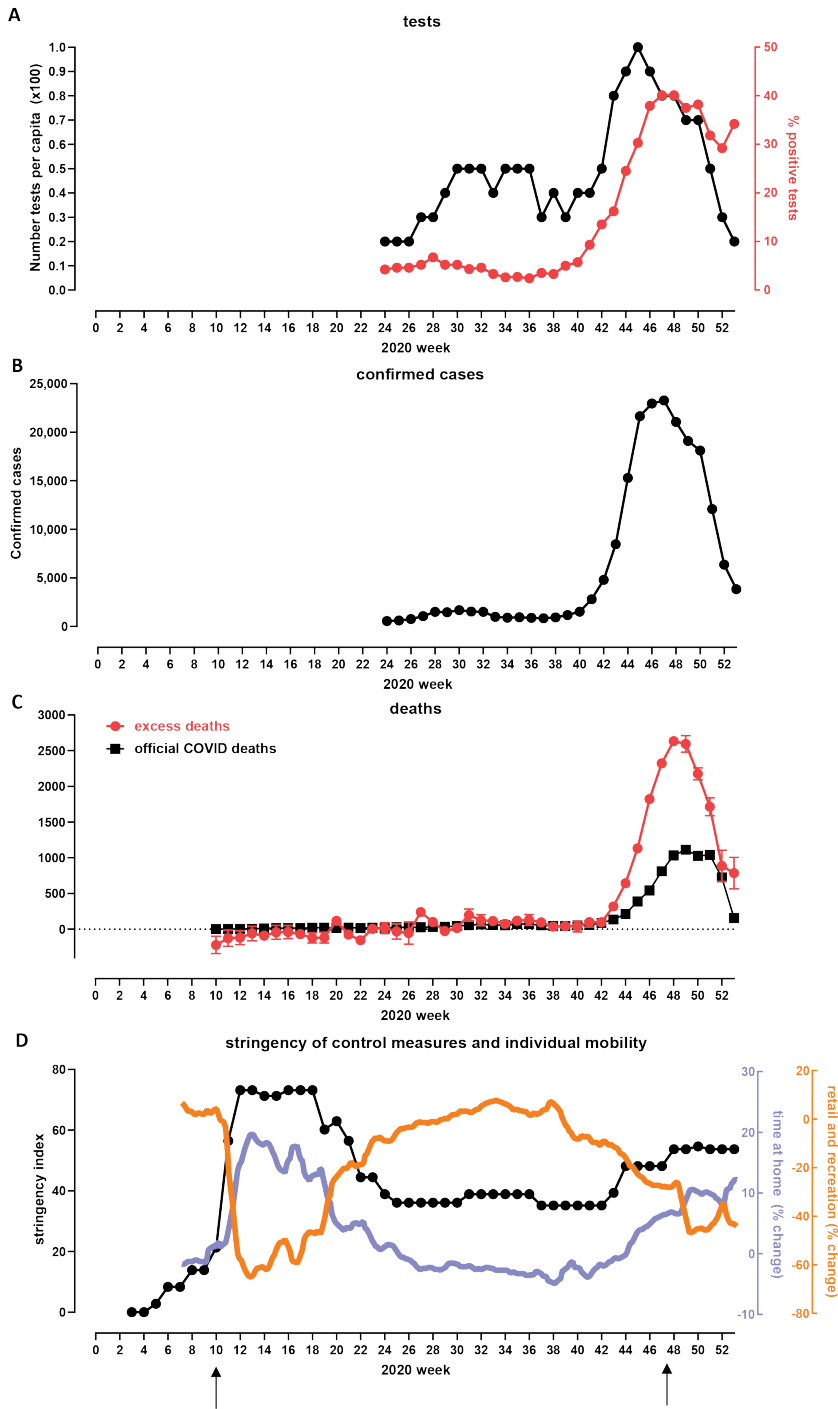 A
tests
Number tests per capita (x100)
1.0
0.9
0.8
0.7
0.6
0.5
0.4
0.3
0.2
0.1
0.0
50
40
30
20
10
0
% positive tests
0 2 4 6 8 10 12 14 16 18 20 22 24 26 28 30 32 34 36 38 40 42 44 46 48 50 52
2020 week
B
confirmed cases
Confirmed cases
25,000
20,000
15,000
10,000
5,000
0
0 2 4 6 8 10 12 14 16 18 20 22 24 26 28 30 32 34 36 38 40 42 44 46 48 50 52
2020 week
C
deaths
3000
2500
2000
1500
1000
500
0
excess deaths
official COVID deaths
0 2 4 6 8 10 12 14 16 18 20 22 24 26 28 30 32 34 36 38 40 42 44 46 48 50 52
2020 week
D
stringency of control measures and individual mobility
stringency index
80
60
40
20
0
30
20
10
0
-10
time at home (% change)
20
0
-20
-40
-60
-80
retail and recreation (% change)
0 2 4 6 8 10 12 14 16 18 20 22 24 26 28 30 32 34 36 38 40 42 44 46 48 50 52
2020 week